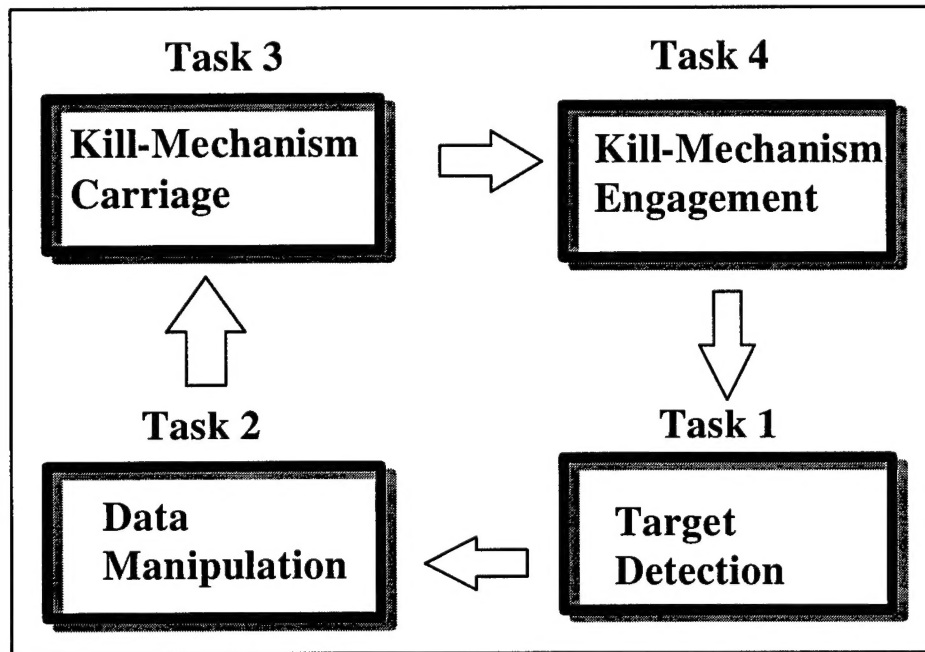 Task 3
Kill-Mechanism
Carriage
Task 4
Kill-Mechanism
Engagement
Task 2
Data
Manipulation
Task 1
Target
Detection